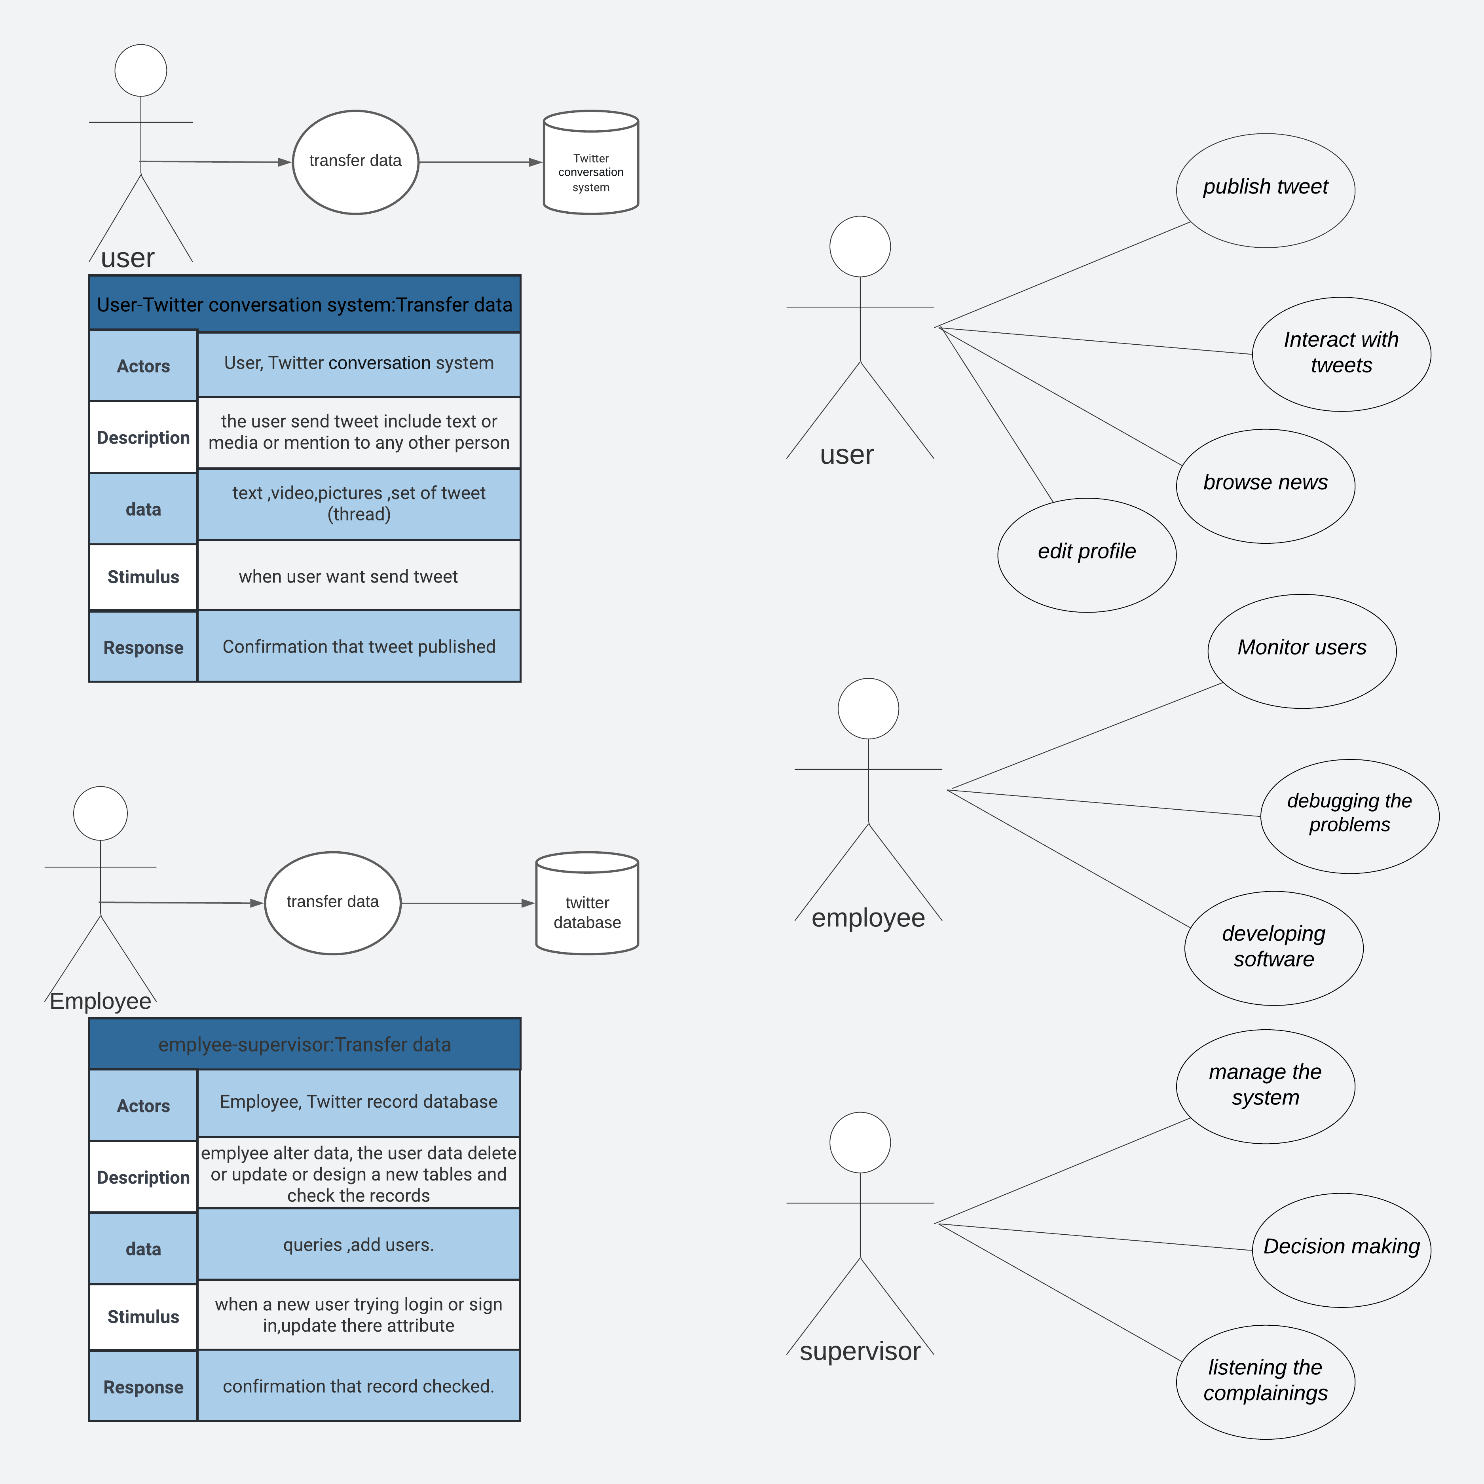 transfer data
Twitter
conversation
system
user
User-Twitter conversation system:Transfer data
Actors
User, Twitter conversation system
Description
the user send tweet include text or
media or mention to any other person
data
text ,video,pictures ,set of tweet
(thread)
Stimulus
when user want send tweet
Response
Confirmation that tweet published
transfer data
twitter
database
Employee
emplyee-supervisor:Transfer data
Actors
Employee, Twitter record database
Description
emplyee alter data, the user data delete
or update or design a new tables and
check the records
data
queries ,add users.
Stimulus
when a new user trying login or sign
in,update there attribute
Response
confirmation that record checked.
publish tweet
Interact with
tweets
user
browse news
edit profile
Monitor users
debugging the
problems
employee
developing
software
manage the
system
Decision making
supervisor
listening the
complainings